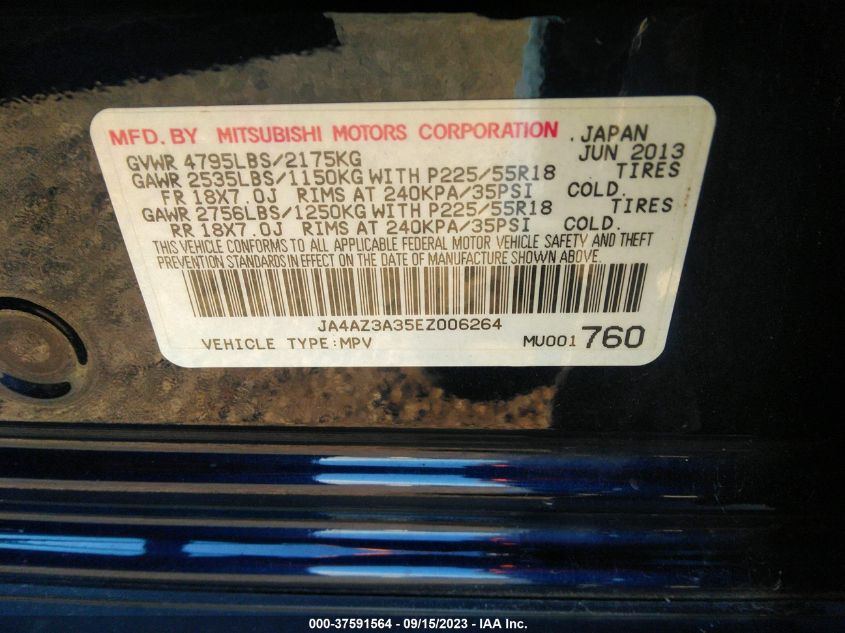 MFD. BY MITSUBISHI MOTORS CORPORATION . JAPAN
GVWR 4795LBS/2175KG JUN 2013
GAWR 2535LBS/1150KG WITH P225/55R18 TIRES
FR 18X7.0J RIMS AT 240KPA/35PSI COLD.
GAWR 2756LBS/1250KG WITH P225/55R18 TIRES
RR 18X7.0J RIMS AT 240KPA/35PSI COLD.
THIS VEHICLE CONFORMS TO ALL APPLICABLE FEDERAL MOTOR VEHICLE SAFETY AND THEFT
PREVENTION STANDARDS IN EFFECT ON THE DATE OF MANUFACTURE SHOWN ABOVE.
JA4AZ3A35EZ006264
VEHICLE TYPE:MPV MU001 760
000-37591564 - 09/15/2023 - IAA Inc.